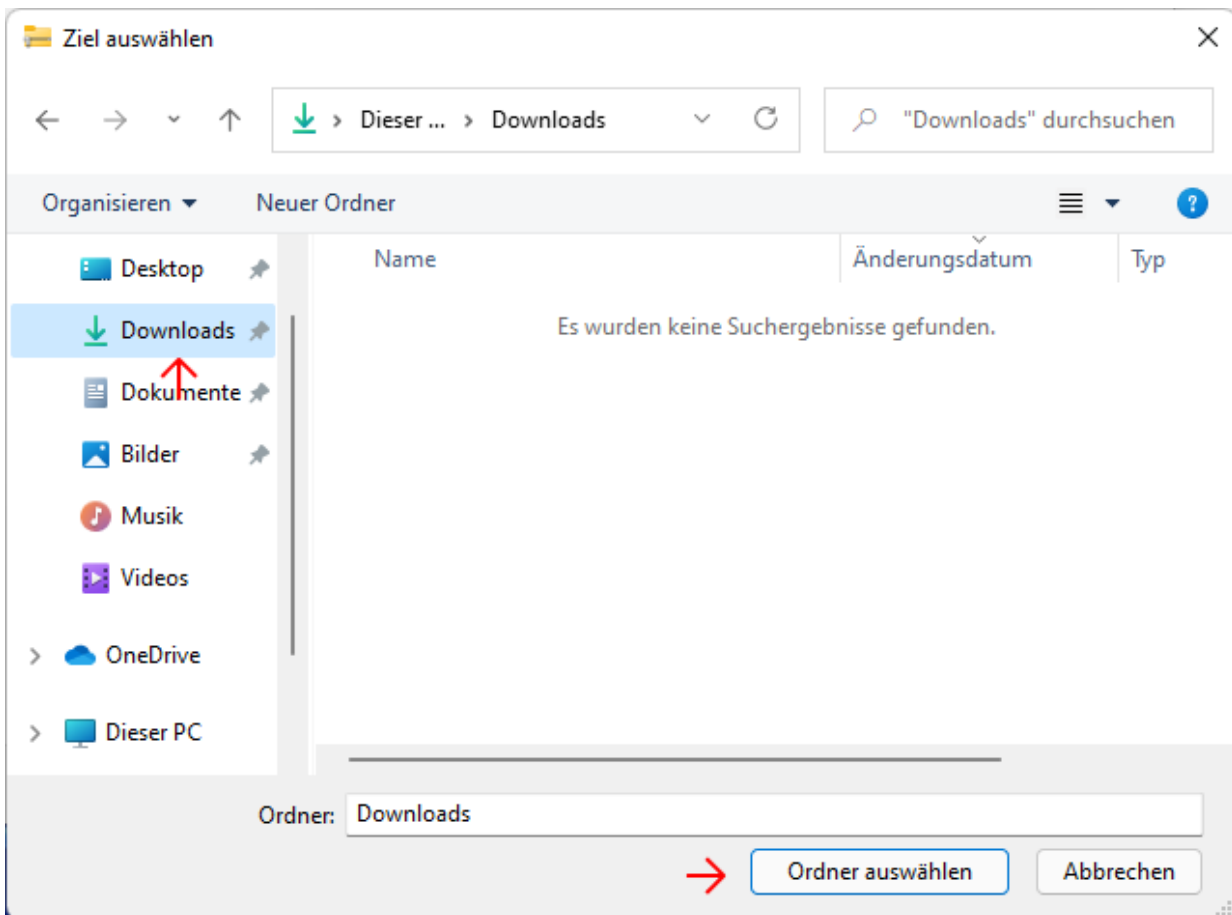 Ziel auswählen
Dieser ... Downloads "Downloads" durchsuchen
Organisieren Neuer Ordner
Name Änderungsdatum Typ
Desktop
Downloads
Es wurden keine Suchergebnisse gefunden.
Dokumente
Bilder
Musik
Videos
OneDrive
Dieser PC
Ordner: Downloads
Ordner auswählen Abbrechen